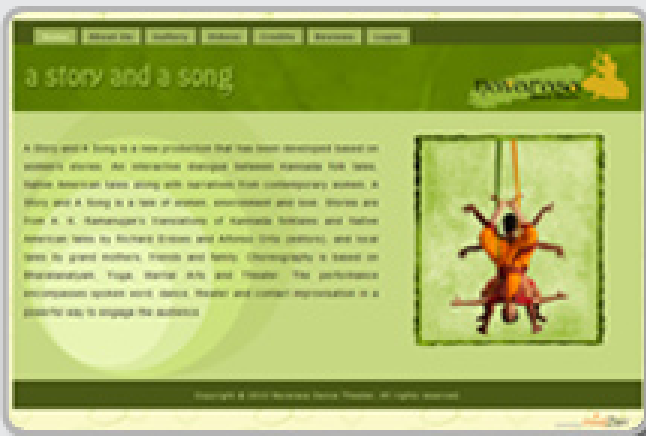 Home About Us Gallery Videos Credits Reviews Login
a story and a song
navarasa
A Story and A Song is a new production that has been developed based on
women's stories. An interactive dialogue between Kannada folk tales,
Native American tales along with narratives from contemporary women. A
Story and A Song is a tale of women, environment and love. Stories are
from A. K. Ramanujan's translations of Kannada folktales and Native
American tales by Richard Erdoes and Alfonso Ortiz (editors), and local
tales by grand mothers, friends and family. Choreography is based on
Bharatanatyam, Yoga, Martial Arts and Theater. The performance
encompasses spoken word, dance, theater and contact improvisation in a
powerful way to engage the audience.
Copyright © 2010 Navarasa Dance Theater. All rights reserved.